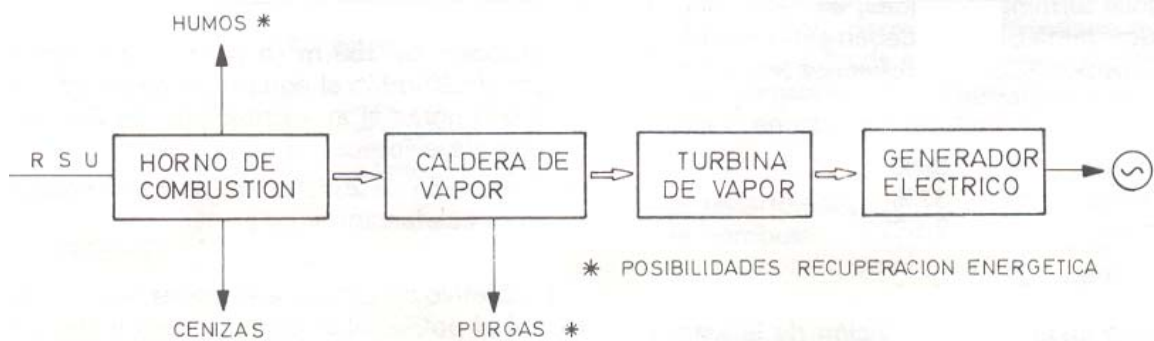 HUMOS *
R S U
HORNO DE
COMBUSTION
CALDERA DE
VAPOR
TURBINA
DE VAPOR
GENERADOR
ELECTRICO
* POSIBILIDADES RECUPERACION ENERGETICA
CENIZAS
PURGAS *